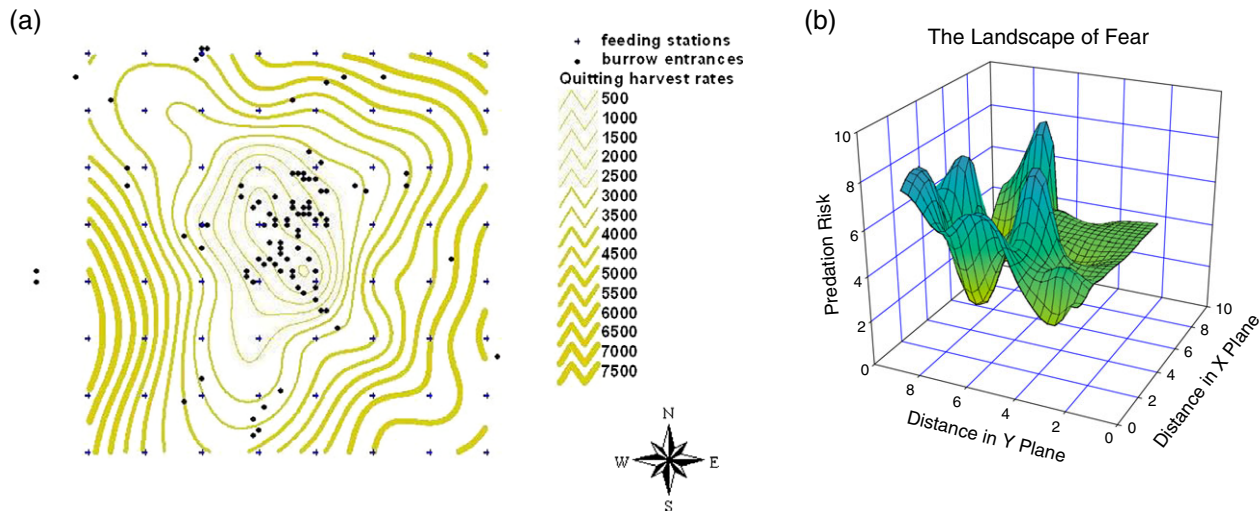 (a)
feeding stations
burrow entrances
Quitting harvest rates
500
1000
1500
2000
2500
3000
3500
4000
4500
5000
5500
6000
6500
7000
7500
N
W E
S
(b)
The Landscape of Fear
Predation Risk
10
8
6
4
2
0
8
6
4
2
0
Distance in Y Plane
0
2
4
6
8
10
Distance in X Plane